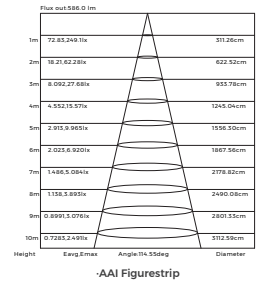 Flux out:586.0 lm
1m 72.83,249.1lx 311.26cm
2m 18.21,62.28lx 622.52cm
3m 8.092,27.68lx 933.78cm
4m 4.552,15.57lx 1245.04cm
5m 2.913,9.965lx 1556.30cm
6m 2.023,6.920lx 1867.56cm
7m 1.486,5.084lx 2178.82cm
8m 1.138,3.893lx 2490.08cm
9m 0.8991,3.076lx 2801.33cm
10m 0.7283,2.491lx 3112.59cm
Height Eavg,Emax Angle:114.55deg Diameter
·AAI Figurestrip